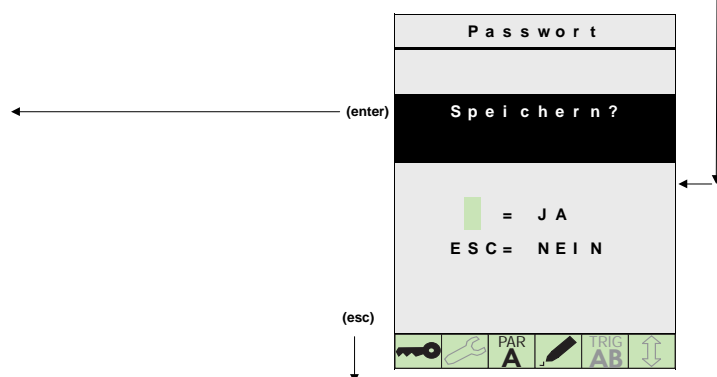 Passwort
(enter)
Speichern?
= JA
ESC= NEIN
(esc)
PAR A TRIG AB